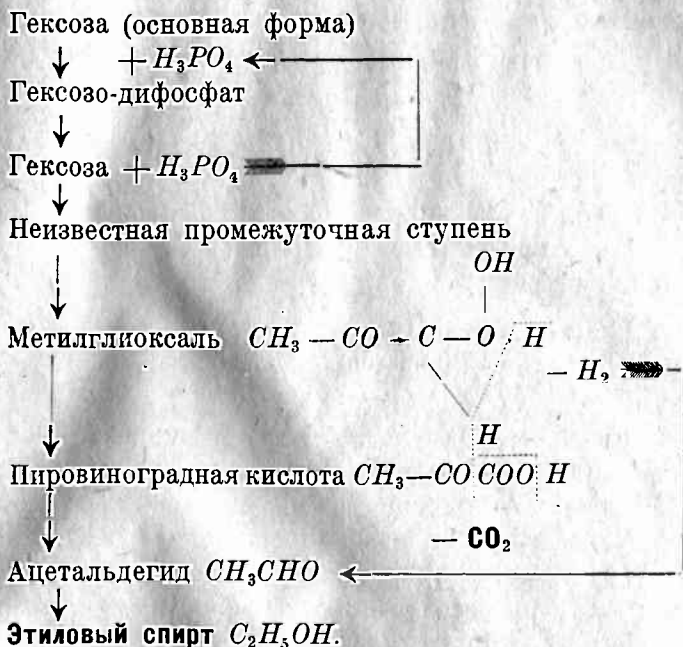 Гексоза (основная форма)
+ H₃PO₄
Гексозо-дифосфат
Гексоза + H₃PO₄
Неизвестная промежуточная ступень
OH
Метилглиоксаль CH₃ — CO - C — O H
— H₂
H
Пировиноградная кислота CH₃—CO COO H
— CO₂
Ацетальдегид CH₃CHO
Этиловый спирт C₂H₅OH.